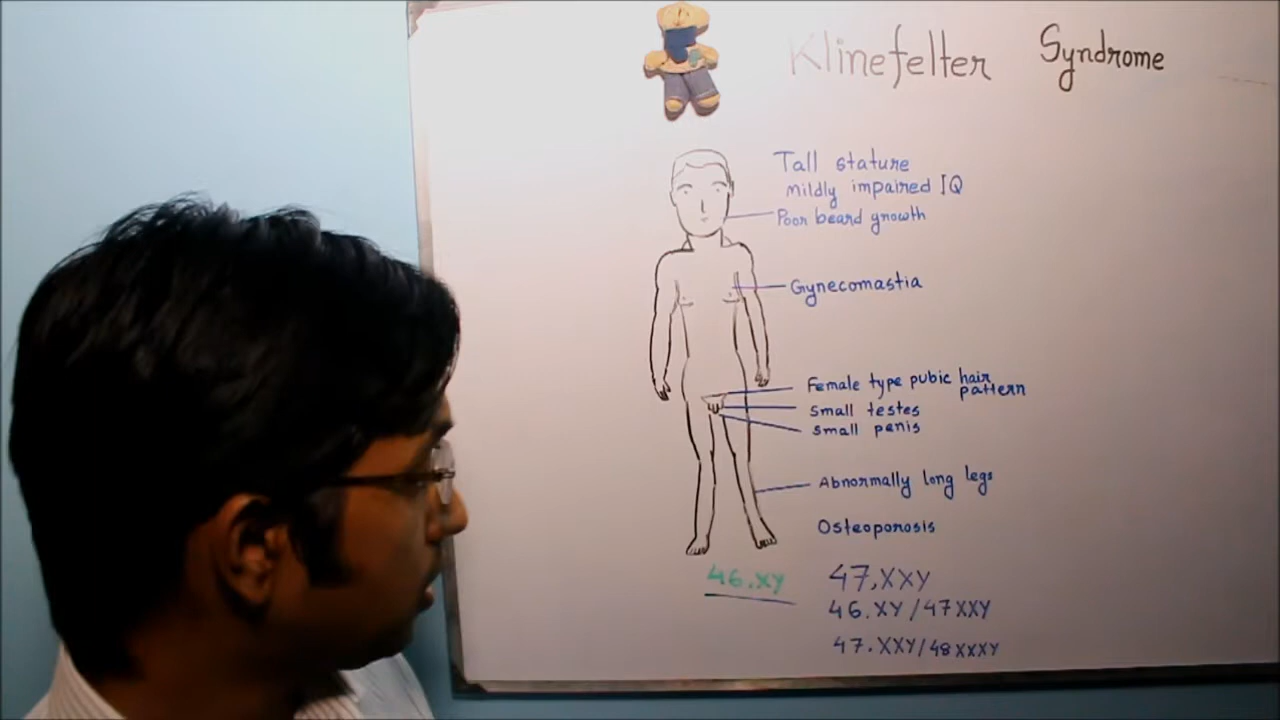 Klinefelter Syndrome
Tall stature
Mildly impaired IQ
Poor beard growth
Gynecomastia
Female type pubic hair
pattern
small testes
small penis
Abnormally long legs
Osteoporosis
46.XY
47.XXY
46.XY/47XXY
47.XXY/48XXXY